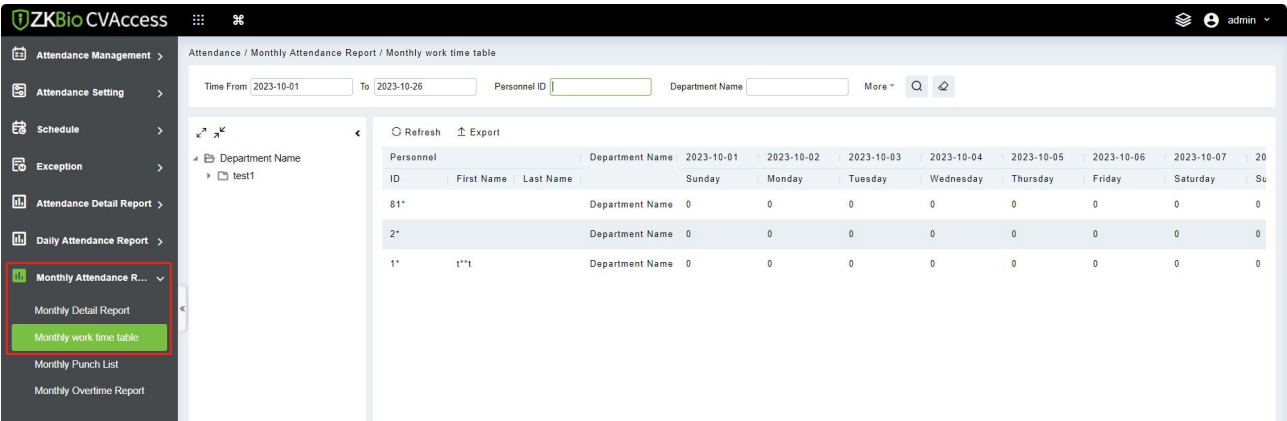 ZKBio CVAccess
admin
Attendance Management
Attendance / Monthly Attendance Report / Monthly work time table
Time From 2023-10-01 To 2023-10-26 Personnel ID Department Name More
Attendance Setting
Schedule
Refresh Export
Department Name
test1
Personnel Department Name 2023-10-01 2023-10-02 2023-10-03 2023-10-04 2023-10-05 2023-10-06 2023-10-07 20
ID First Name Last Name Sunday Monday Tuesday Wednesday Thursday Friday Saturday Su
81* Department Name 0 0 0 0 0 0 0 0
2* Department Name 0 0 0 0 0 0 0 0
1* t**t Department Name 0 0 0 0 0 0 0 0
Exception
Attendance Detail Report
Daily Attendance Report
Monthly Attendance R...
Monthly Detail Report
Monthly work time table
Monthly Punch List
Monthly Overtime Report